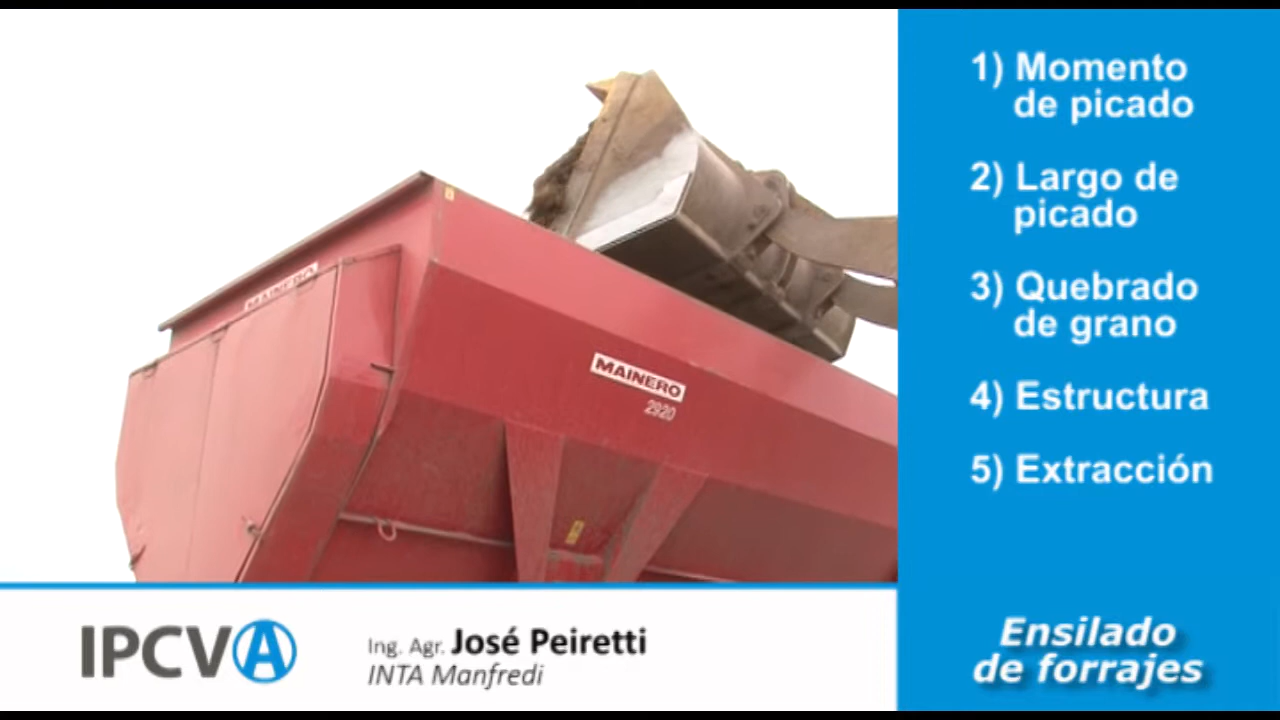 1) Momento
de picado
2) Largo de
picado
3) Quebrado
de grano
4) Estructura
5) Extracción
MAINERO
MAINERO
2920
IPCVA
Ing. Agr. José Peiretti
INTA Manfredi
Ensilado
de forrajes